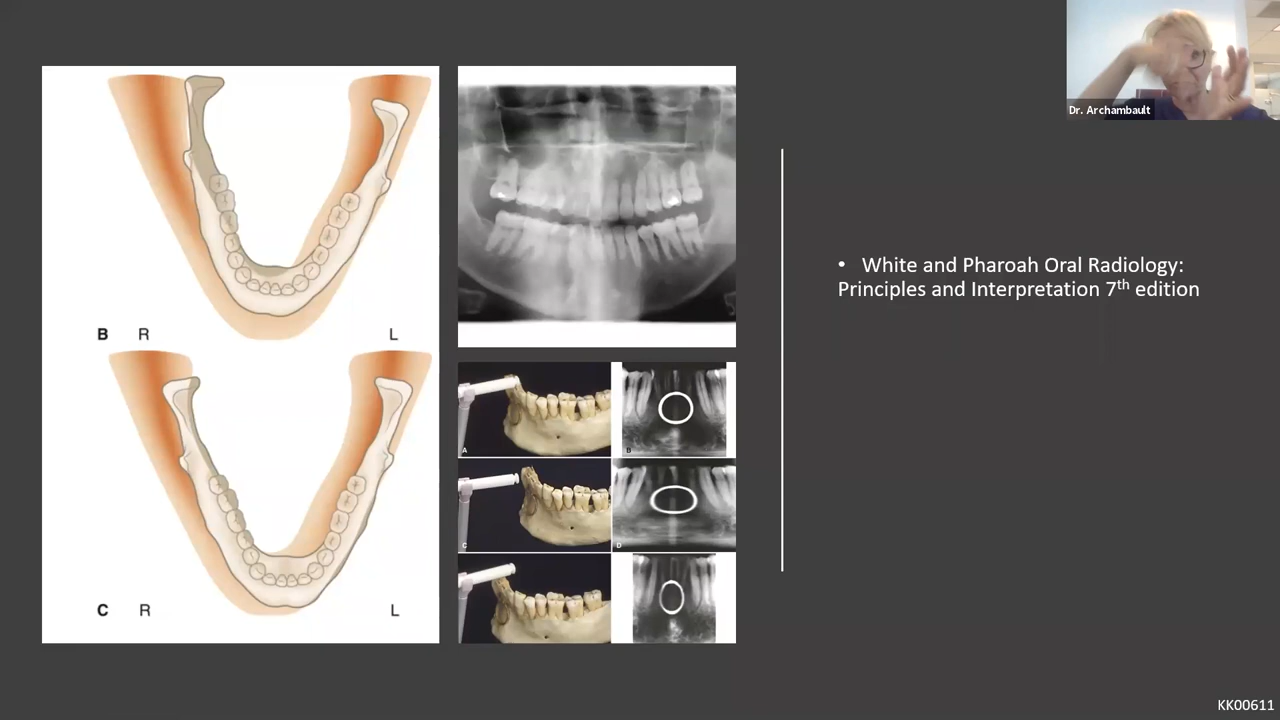 Dr. Archambault
B R L
C R L
A
B
C
D
• White and Pharoah Oral Radiology:
Principles and Interpretation 7th edition
KK00611